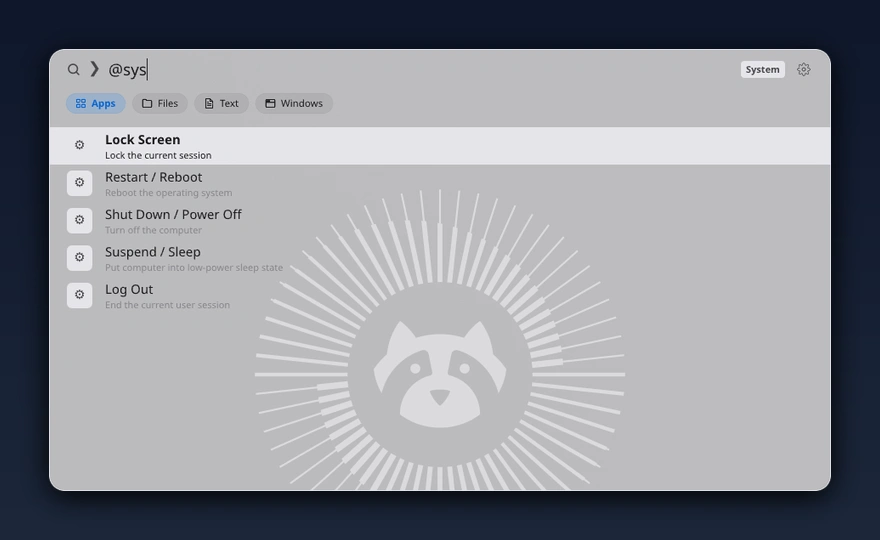 ❯ @sys
System
Apps
Files
Text
Windows
Lock Screen
Lock the current session
Restart / Reboot
Reboot the operating system
Shut Down / Power Off
Turn off the computer
Suspend / Sleep
Put computer into low-power sleep state
Log Out
End the current user session